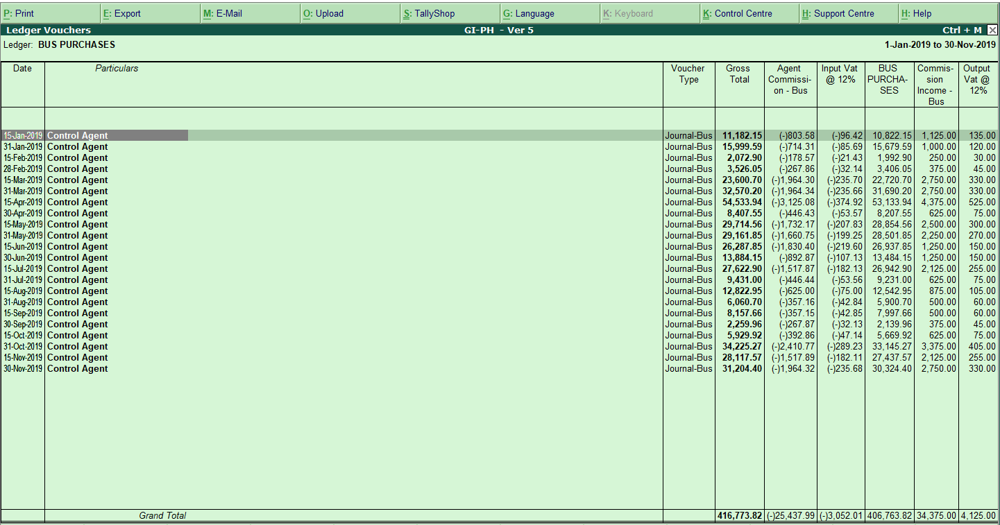 P: Print E: Export M: E-Mail O: Upload S: TallyShop G: Language K: Keyboard K: Control Centre H: Support Centre H: Help
Ledger Vouchers GI-PH - Ver 5 Ctrl + M
Ledger: BUS PURCHASES 1-Jan-2019 to 30-Nov-2019
Date Particulars Voucher Gross Agent Input Vat BUS Commis- Output
Type Total Commissi- @ 12% PURCHA- sion Vat @
on - Bus SES Income - 12%
Bus
15-Jan-2019 Control Agent Journal-Bus 11,182.15 (-)803.58 (-)96.42 10,822.15 1,125.00 135.00
31-Jan-2019 Control Agent Journal-Bus 15,999.59 (-)714.31 (-)85.69 15,679.59 1,000.00 120.00
15-Feb-2019 Control Agent Journal-Bus 2,072.90 (-)178.57 (-)21.43 1,992.90 250.00 30.00
28-Feb-2019 Control Agent Journal-Bus 3,526.05 (-)267.86 (-)32.14 3,406.05 375.00 45.00
15-Mar-2019 Control Agent Journal-Bus 23,600.70 (-)1,964.30 (-)235.70 22,720.70 2,750.00 330.00
31-Mar-2019 Control Agent Journal-Bus 32,570.20 (-)1,964.34 (-)235.66 31,690.20 2,750.00 330.00
15-Apr-2019 Control Agent Journal-Bus 54,533.94 (-)3,125.08 (-)374.92 53,133.94 4,375.00 525.00
30-Apr-2019 Control Agent Journal-Bus 8,407.55 (-)446.43 (-)53.57 8,207.55 625.00 75.00
15-May-2019 Control Agent Journal-Bus 29,714.56 (-)1,732.17 (-)207.83 28,854.56 2,500.00 300.00
31-May-2019 Control Agent Journal-Bus 29,161.85 (-)1,660.75 (-)199.25 28,501.85 2,250.00 270.00
15-Jun-2019 Control Agent Journal-Bus 26,287.85 (-)1,830.40 (-)219.60 26,937.85 1,250.00 150.00
30-Jun-2019 Control Agent Journal-Bus 13,884.15 (-)892.87 (-)107.13 13,484.15 1,250.00 150.00
15-Jul-2019 Control Agent Journal-Bus 27,622.90 (-)1,517.87 (-)182.13 26,942.90 2,125.00 255.00
31-Jul-2019 Control Agent Journal-Bus 9,431.00 (-)446.44 (-)53.56 9,231.00 625.00 75.00
15-Aug-2019 Control Agent Journal-Bus 12,822.95 (-)625.00 (-)75.00 12,542.95 875.00 105.00
31-Aug-2019 Control Agent Journal-Bus 6,060.70 (-)357.16 (-)42.84 5,900.70 500.00 60.00
15-Sep-2019 Control Agent Journal-Bus 8,157.66 (-)357.15 (-)42.85 7,997.66 500.00 60.00
30-Sep-2019 Control Agent Journal-Bus 2,259.96 (-)267.87 (-)32.13 2,139.96 375.00 45.00
15-Oct-2019 Control Agent Journal-Bus 5,929.92 (-)392.86 (-)47.14 5,669.92 625.00 75.00
31-Oct-2019 Control Agent Journal-Bus 34,225.27 (-)2,410.77 (-)289.23 33,145.27 3,375.00 405.00
15-Nov-2019 Control Agent Journal-Bus 28,117.57 (-)1,517.89 (-)182.11 27,437.57 2,125.00 255.00
30-Nov-2019 Control Agent Journal-Bus 31,204.40 (-)1,964.32 (-)235.68 30,324.40 2,750.00 330.00
Grand Total 416,773.82 (-)25,437.99 (-)3,052.01 406,763.82 34,375.00 4,125.00